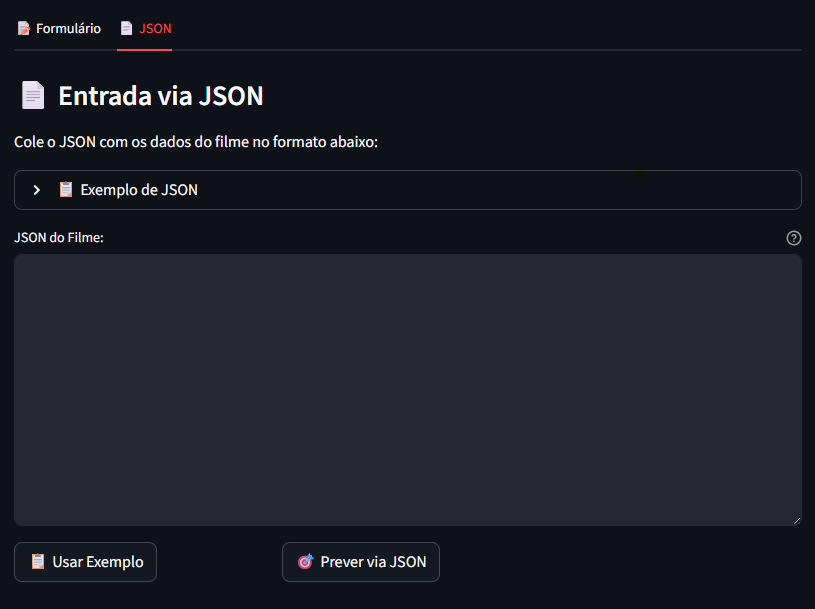 Formulário
JSON
Entrada via JSON
Cole o JSON com os dados do filme no formato abaixo:
Exemplo de JSON
JSON do Filme:
Usar Exemplo
Prever via JSON